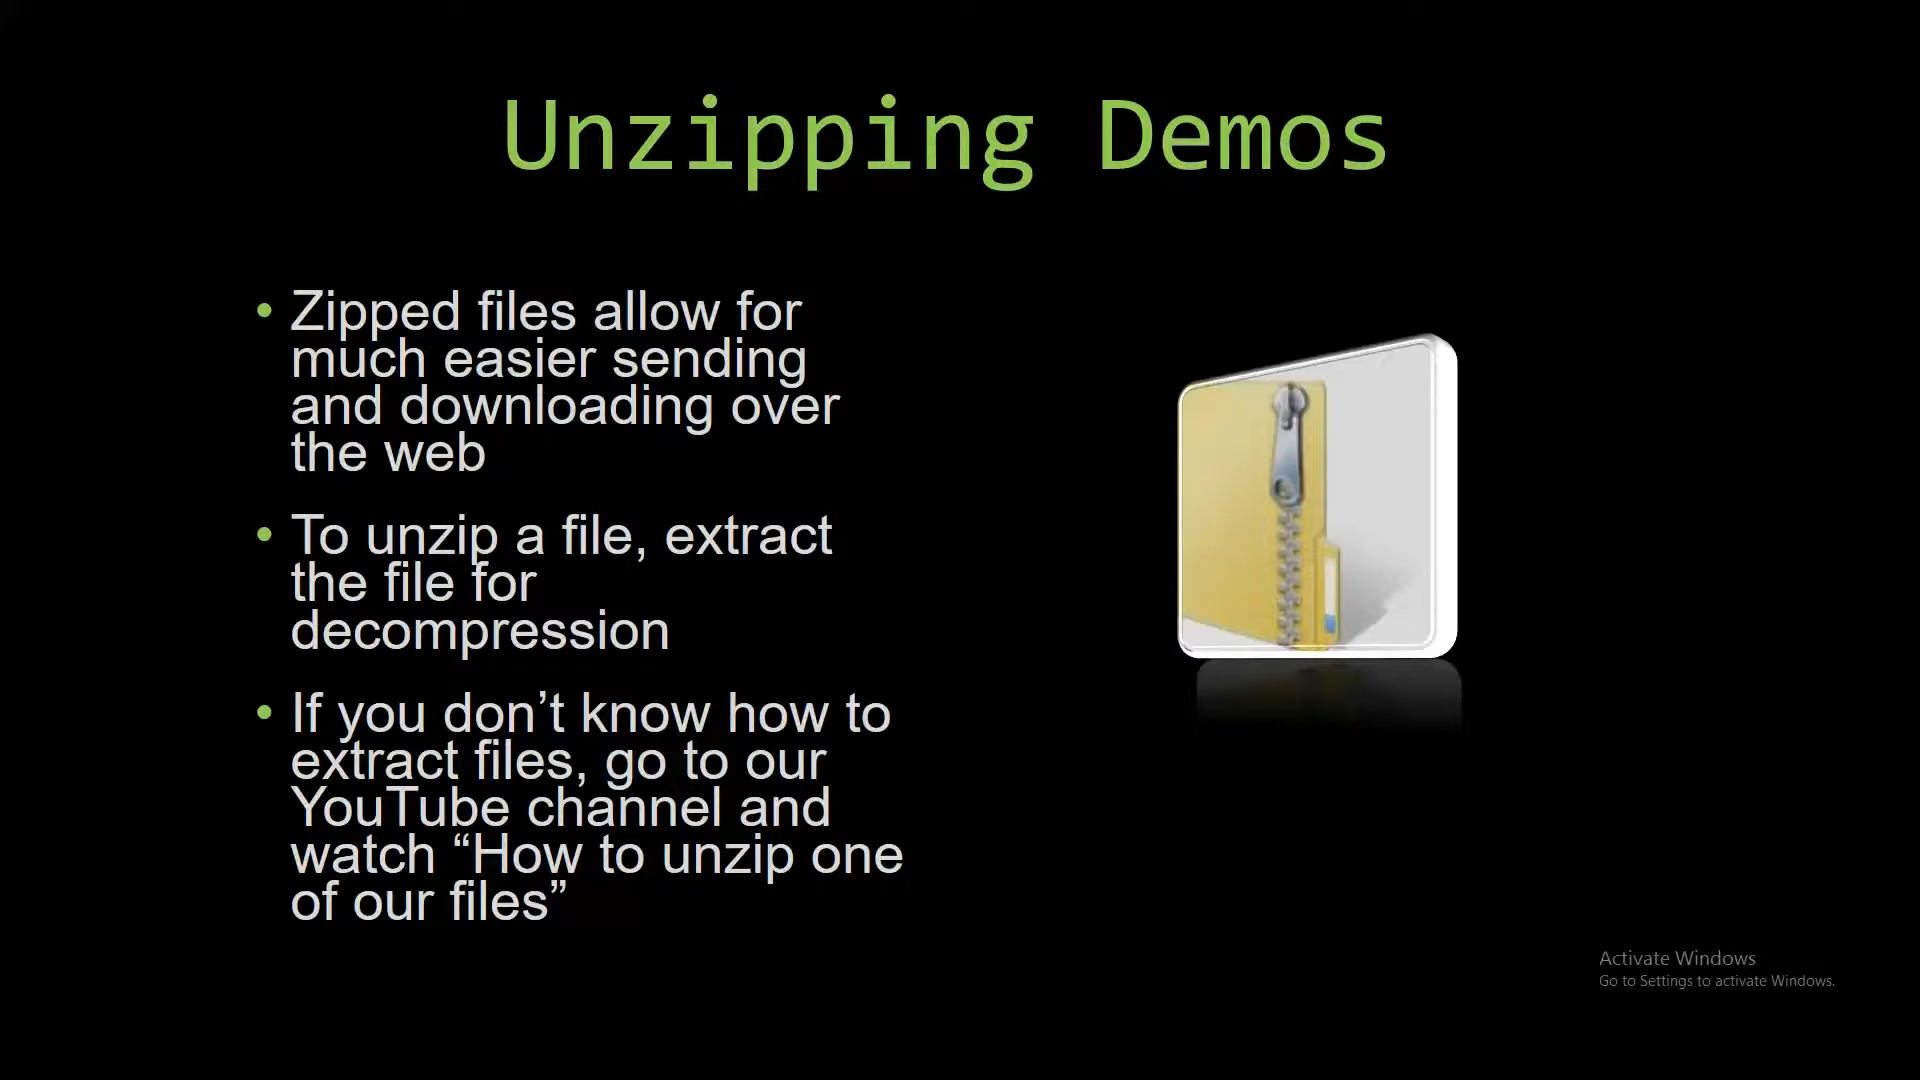 Unzipping Demos
• Zipped files allow for
much easier sending
and downloading over
the web
• To unzip a file, extract
the file for
decompression
• If you don’t know how to
extract files, go to our
YouTube channel and
watch “How to unzip one
of our files”
Activate Windows
Go to Settings to activate Windows.